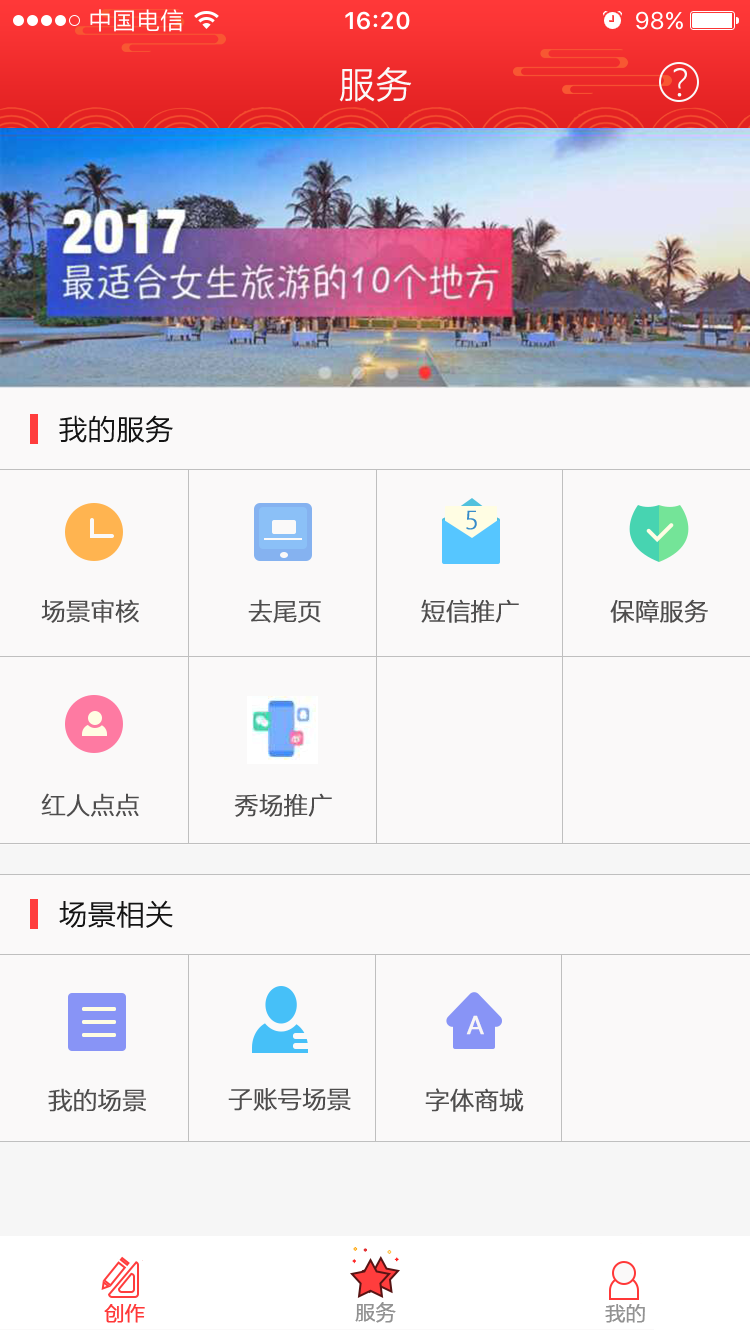 中国电信
16:20
98%
服务
?
2017
最适合女生旅游的10个地方
我的服务
5
场景审核
去尾页
短信推广
保障服务
红人点点
秀场推广
场景相关
A
我的场景
子账号场景
字体商城
创作
服务
我的